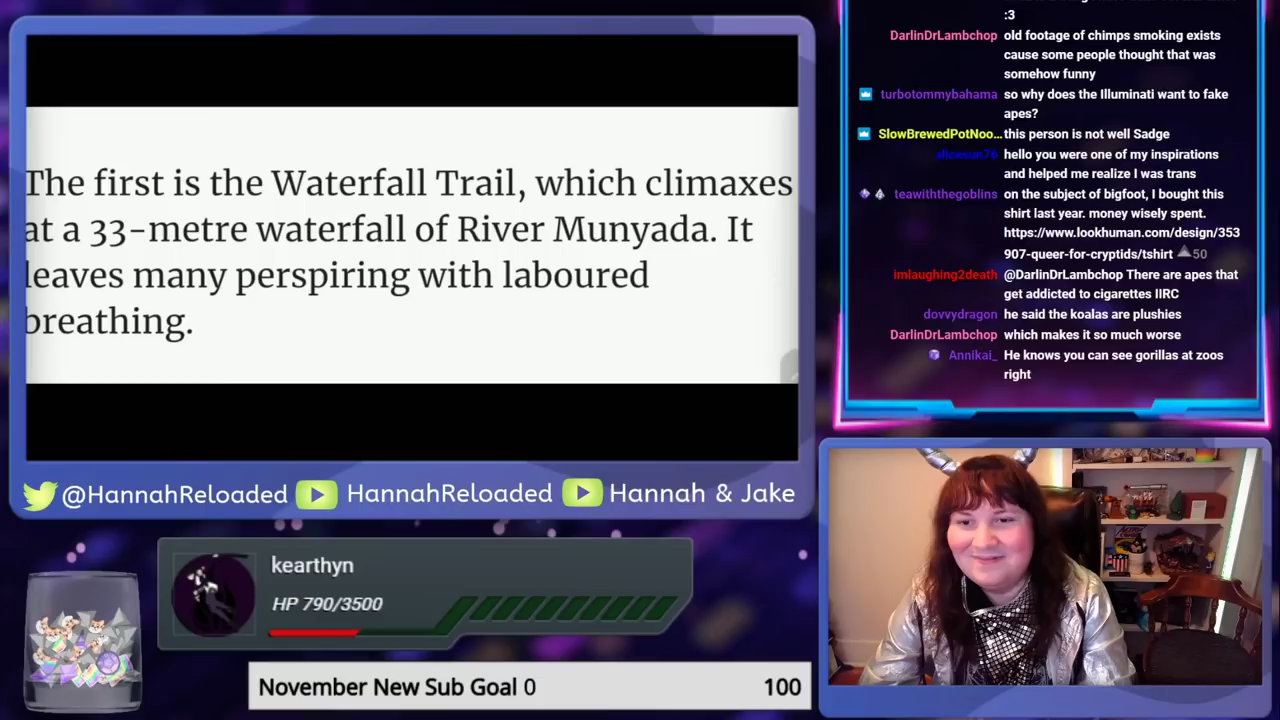 The first is the Waterfall Trail, which climaxes
at a 33-metre waterfall of River Munyada. It
leaves many perspiring with laboured
breathing.
@HannahReloaded HannahReloaded Hannah & Jake
kearthyn
HP 790/3500
November New Sub Goal 0 100
:3
DarlinDrLambchop old footage of chimps smoking exists
cause some people thought that was
somehow funny
turbotommybahama so why does the Illuminati want to fake
apes?
SlowBrewedPotNoo... this person is not well Sadge
alicesun76 hello you were one of my inspirations
and helped me realize I was trans
teawiththegoblins on the subject of bigfoot, I bought this
shirt last year. money wisely spent.
https://www.lookhuman.com/design/353
907-queer-for-cryptids/tshirt 50
imlaughing2death @DarlinDrLambchop There are apes that
get addicted to cigarettes IIRC
dovvydragon he said the koalas are plushies
DarlinDrLambchop which makes it so much worse
Annikai_ He knows you can see gorillas at zoos
right